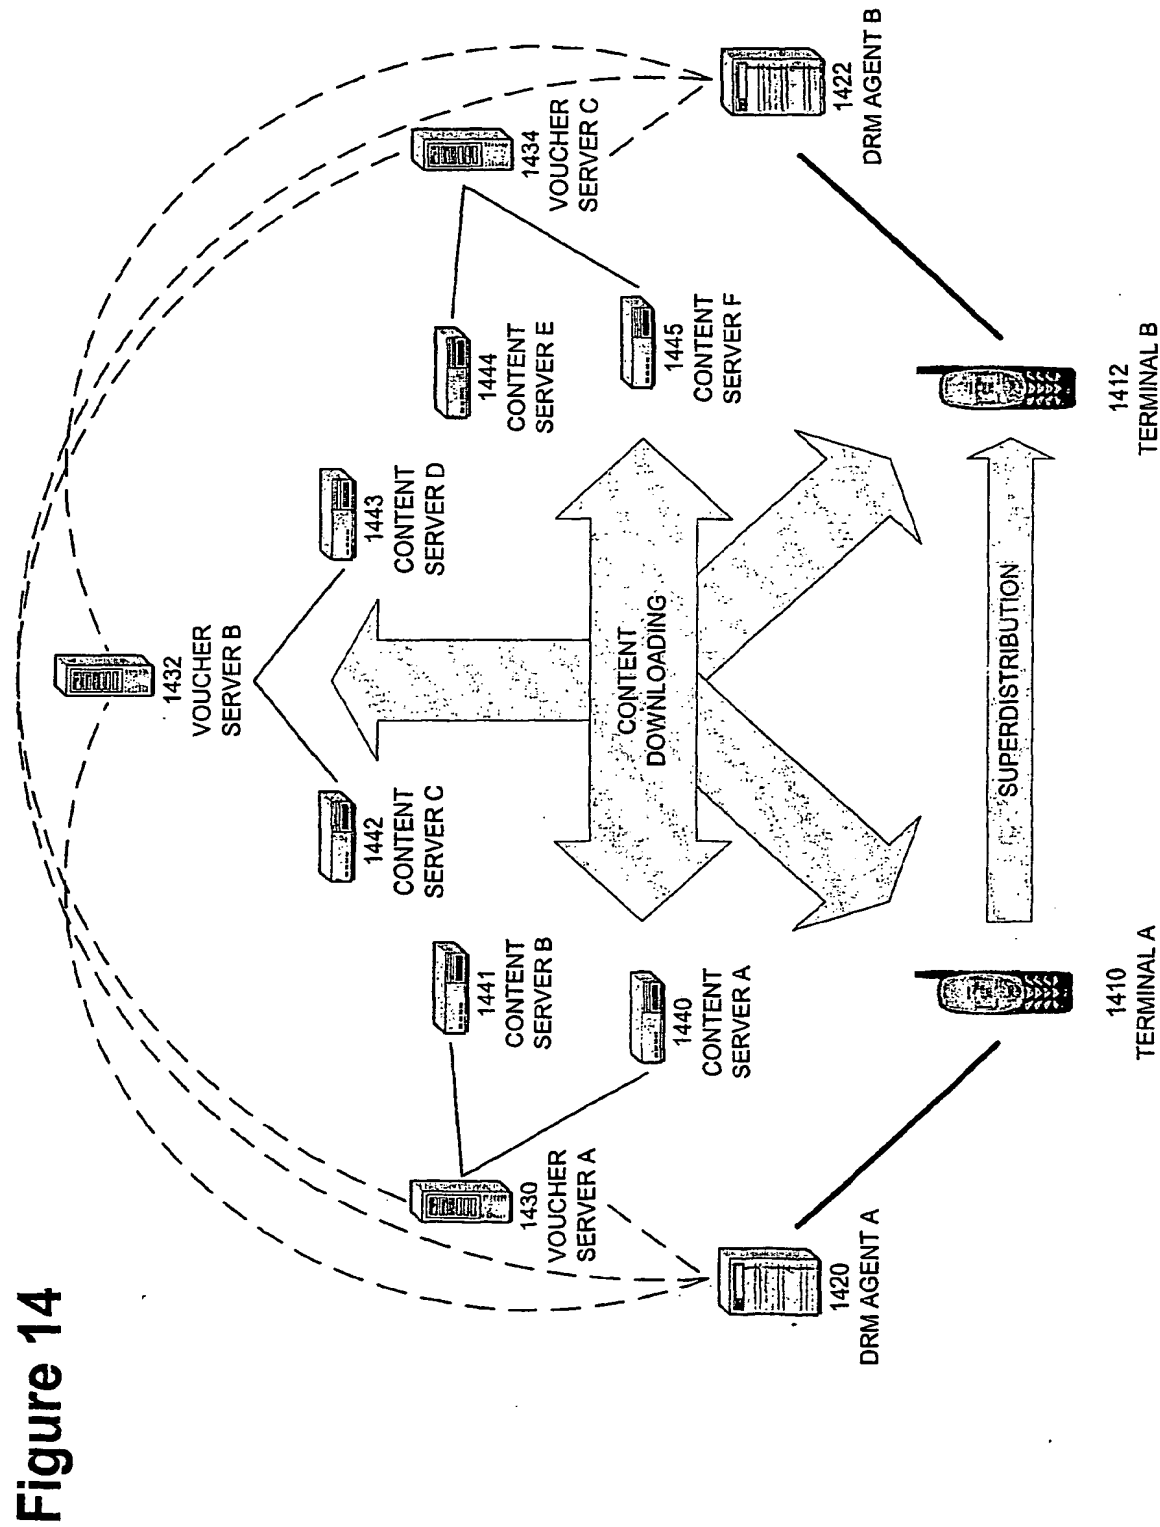 Figure 14
1432
VOUCHER
SERVER B
1442
CONTENT
SERVER C
1443
CONTENT
SERVER D
1441
CONTENT
SERVER B
1444
CONTENT
SERVER E
1430
VOUCHER
SERVER A
1434
VOUCHER
SERVER C
1440
CONTENT
SERVER A
CONTENT
DOWNLOADING
1445
CONTENT
SERVER F
1420
DRM AGENT A
1422
DRM AGENT B
SUPERDISTRIBUTION
1410
TERMINAL A
1412
TERMINAL B